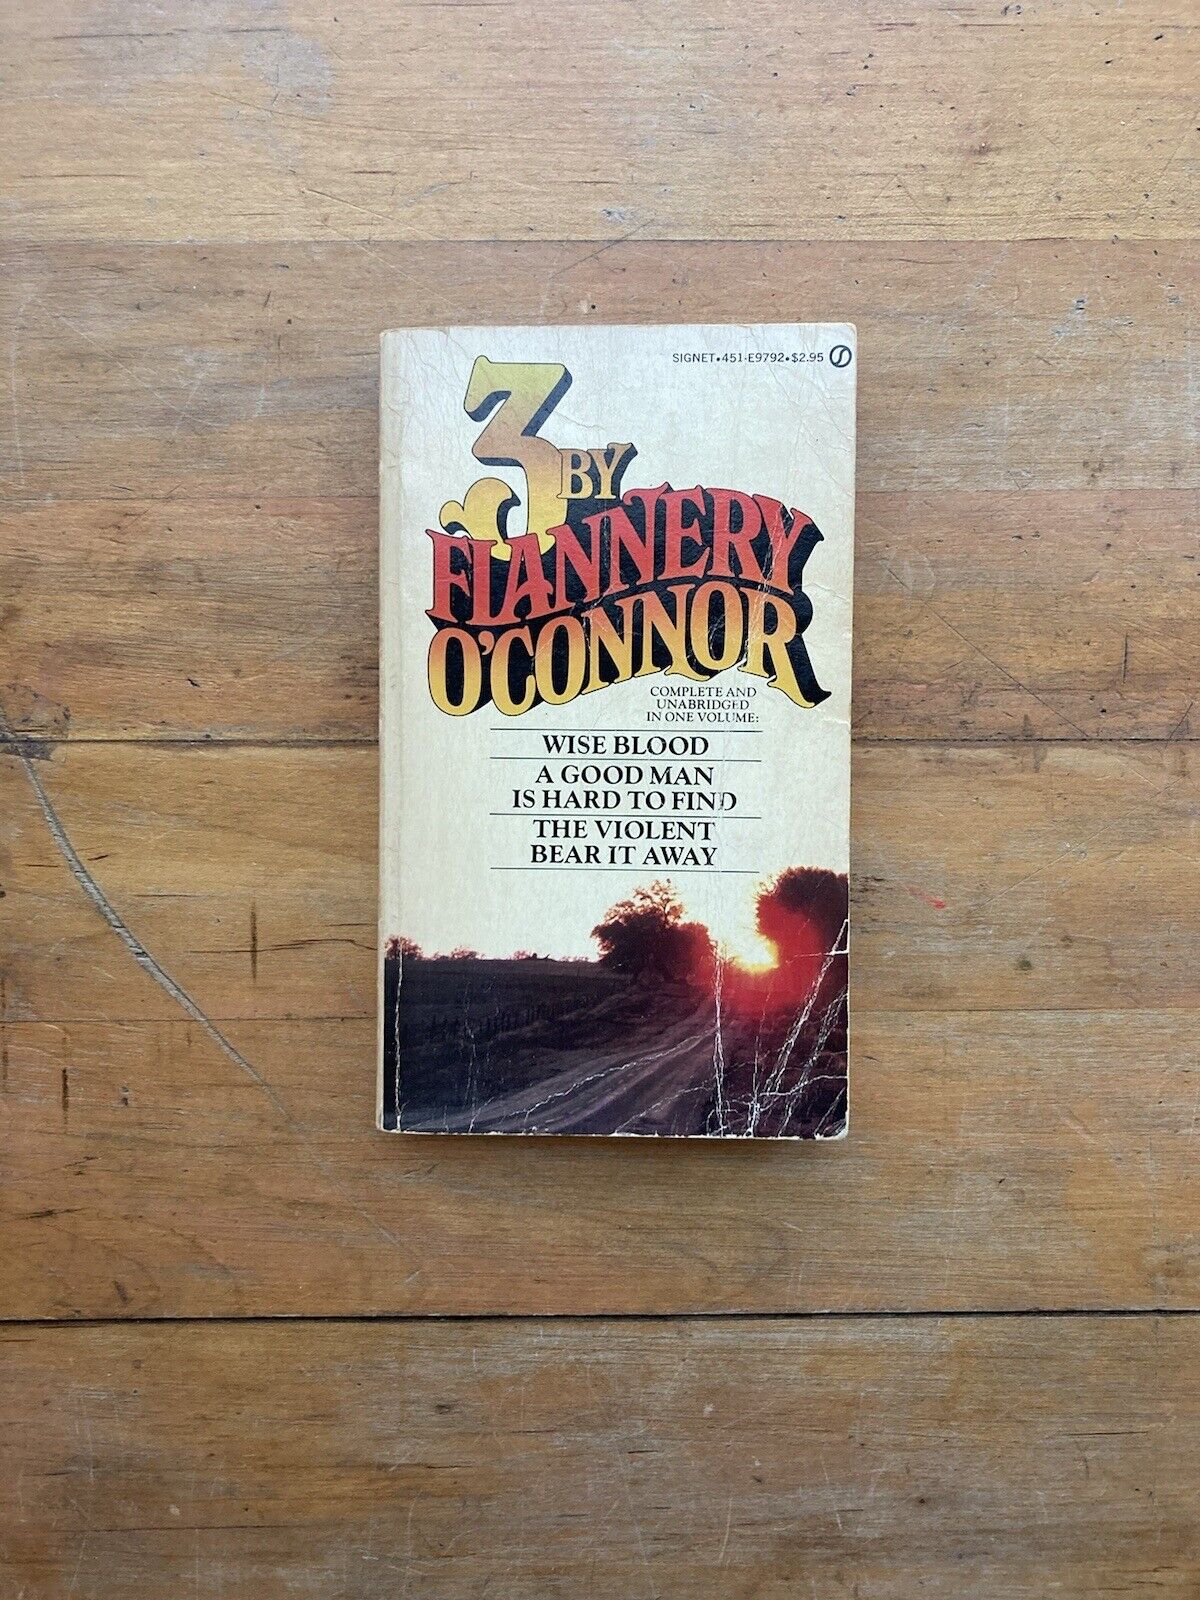 SIGNET • 451-E9792 • $2.95
3 BY
FLANNERY
O'CONNOR
COMPLETE AND
UNABRIDGED
IN ONE VOLUME:
WISE BLOOD
A GOOD MAN
IS HARD TO FIND
THE VIOLENT
BEAR IT AWAY